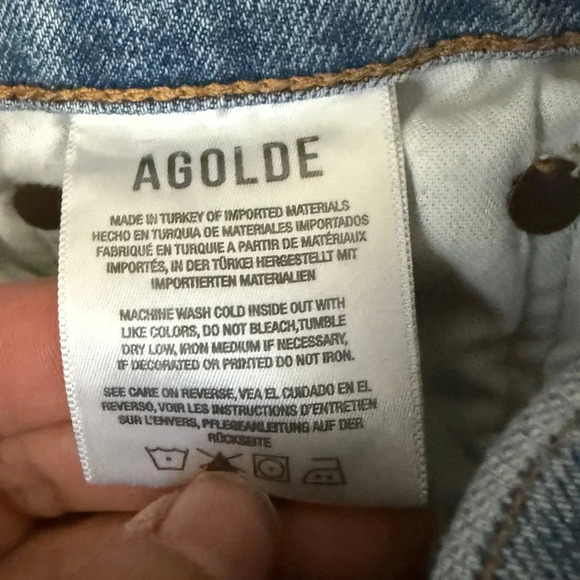 AGOLDE
MADE IN TURKEY OF IMPORTED MATERIALS
HECHO EN TURQUIA DE MATERIALES IMPORTADOS
FABRIQUÉ EN TURQUIE A PARTIR DE MATÉRIAUX
IMPORTÉS, IN DER TÜRKEI HERGESTELLT MIT
IMPORTIERTEN MATERIALIEN
MACHINE WASH COLD INSIDE OUT WITH
LIKE COLORS, DO NOT BLEACH,TUMBLE
DRY LOW, IRON MEDIUM IF NECESSARY,
IF DECORATED OR PRINTED DO NOT IRON.
SEE CARE ON REVERSE, VEA EL CUIDADO EN EL
REVERSO, VOIR LES INSTRUCTIONS D'ENTRETIEN
SUR L'ENVERS, PFLEGEANLEITUNG AUF DER
RÜCKSEITE